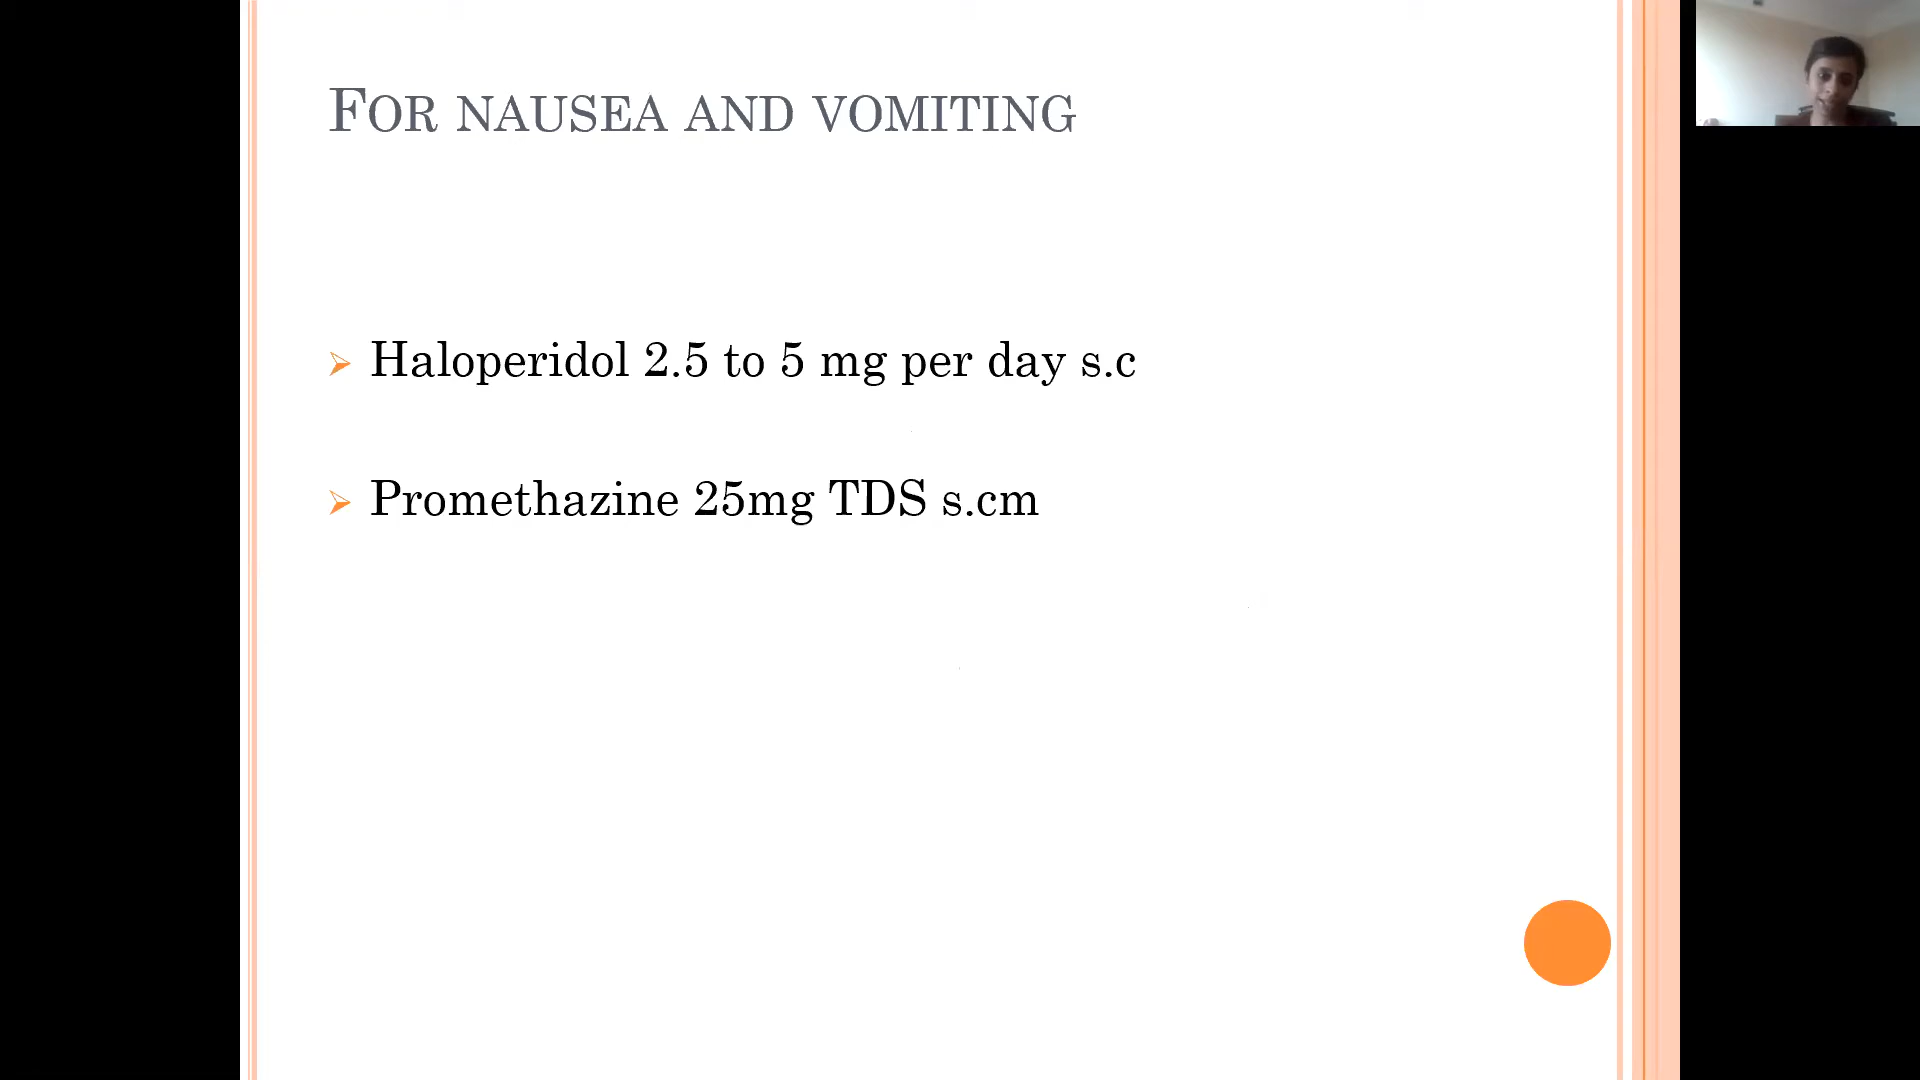 FOR NAUSEA AND VOMITING
Haloperidol 2.5 to 5 mg per day s.c
Promethazine 25mg TDS s.cm